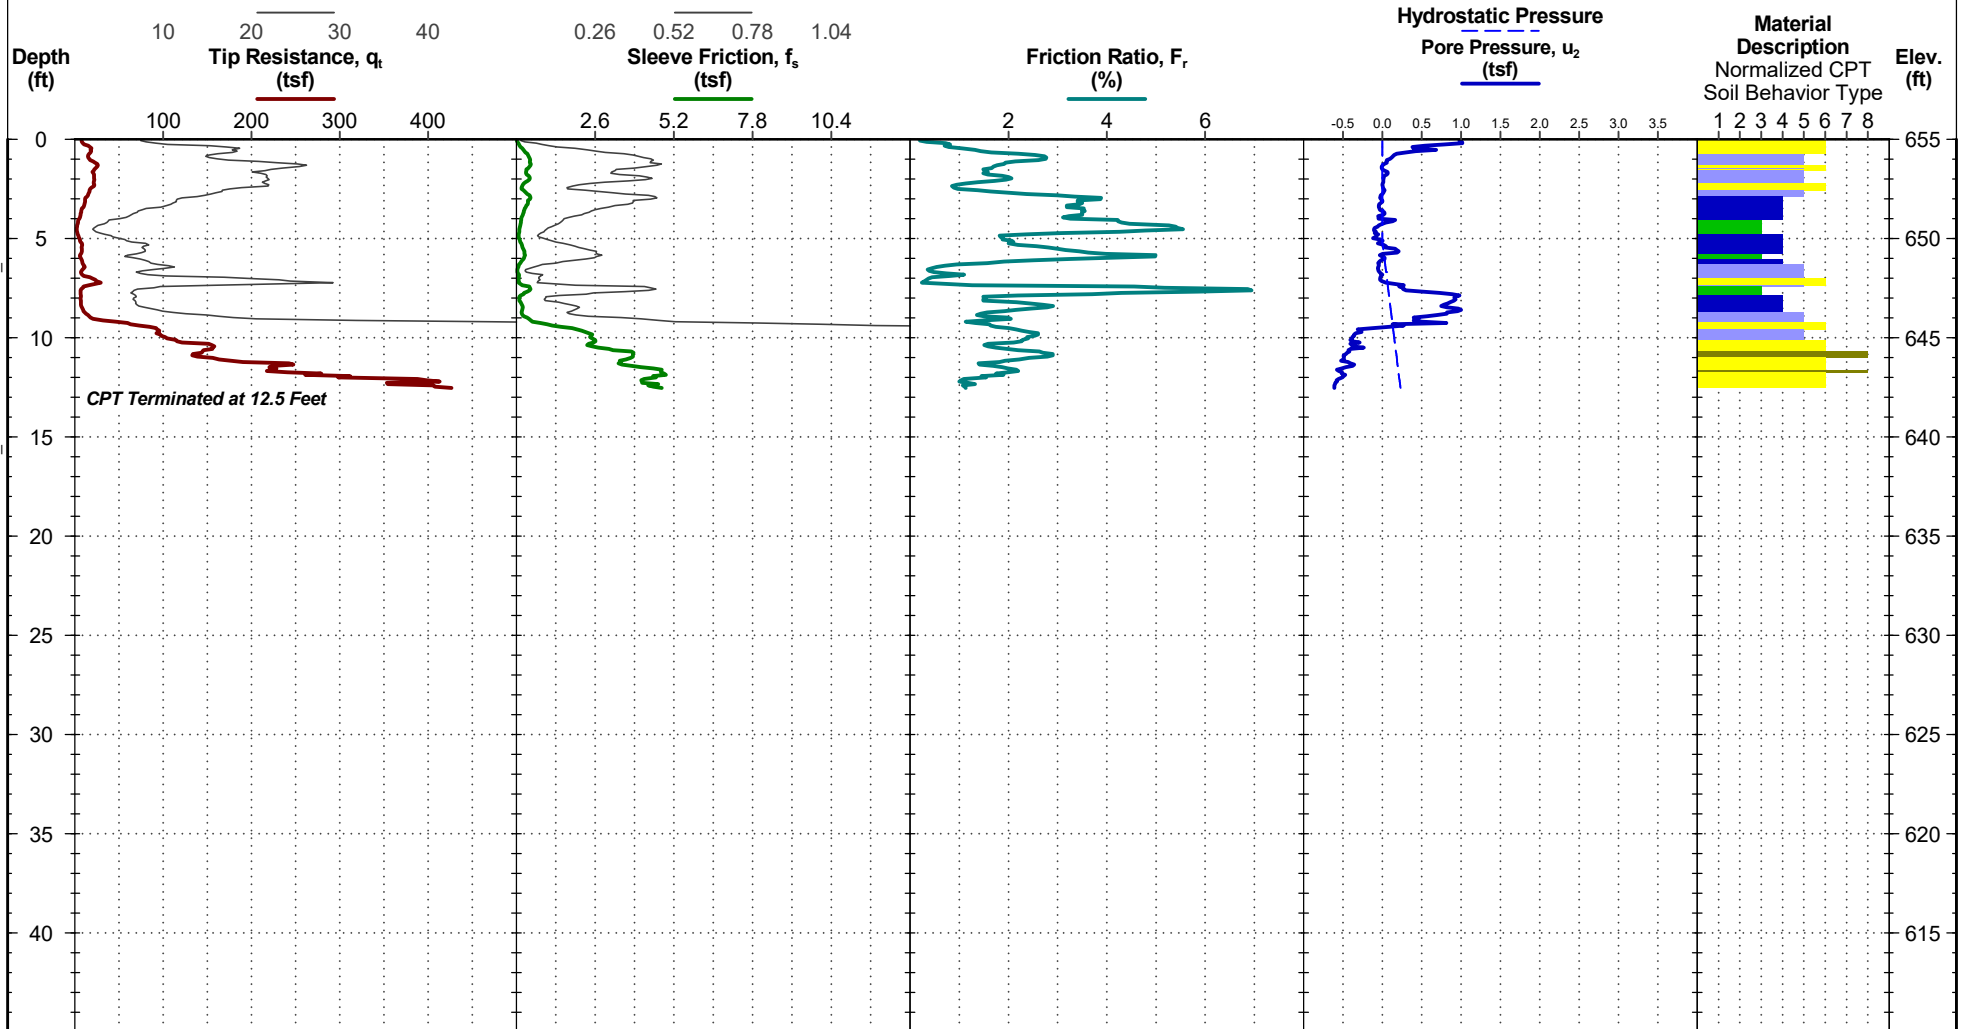 10 20 30 40
0.26 0.52 0.78 1.04
Hydrostatic Pressure
Depth
(ft)
Tip Resistance, qt
(tsf)
Sleeve Friction, fs
(tsf)
Friction Ratio, Fr
(%)
Pore Pressure, u2
(tsf)
Material
Description
Normalized CPT
Soil Behavior Type
Elev.
(ft)
100 200 300 400
2.6 5.2 7.8 10.4
2 4 6
-0.5 0.0 0.5 1.0 1.5 2.0 2.5 3.0 3.5
1 2 3 4 5 6 7 8
0 655
5 650
10 645
CPT Terminated at 12.5 Feet
15 640
20 635
25 630
30 625
35 620
40 615